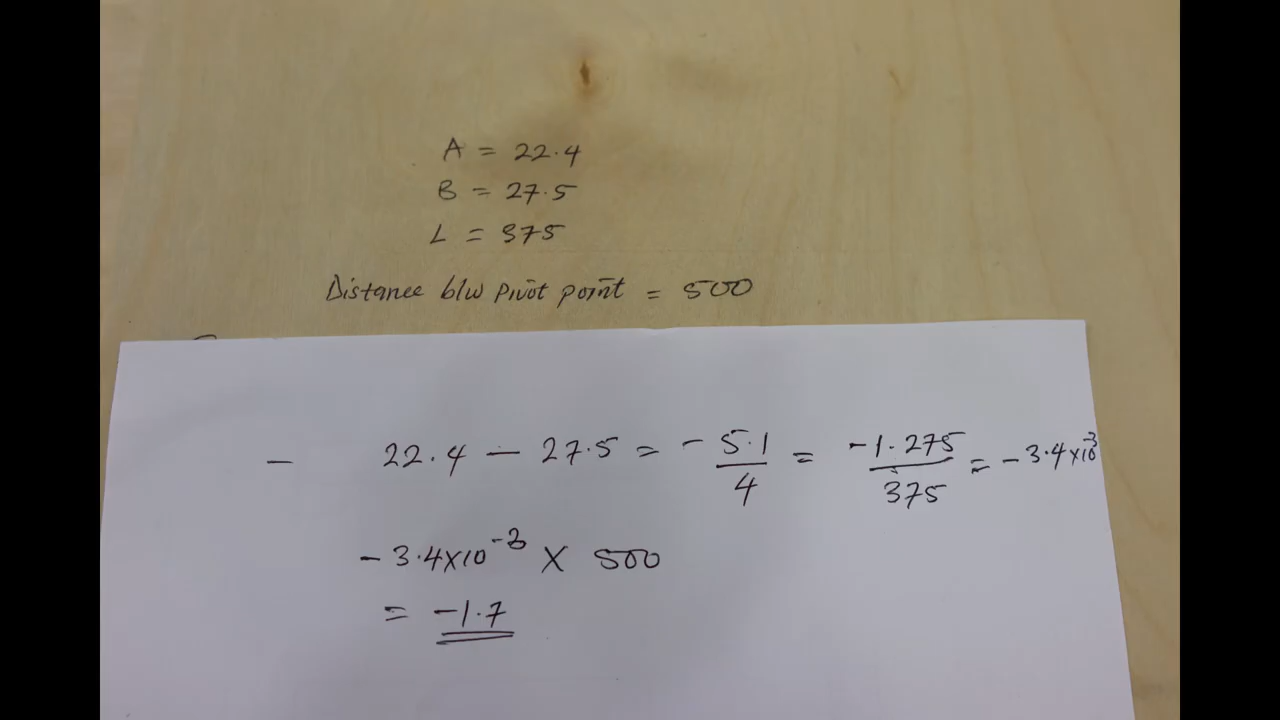 A = 22.4
B = 27.5
L = 375
Distance b/w pivot point = 500
- 22.4 - 27.5 = - 5.1/4 = -1.275/375 = -3.4x10^-3
-3.4x10^-3 X 500
= -1.7